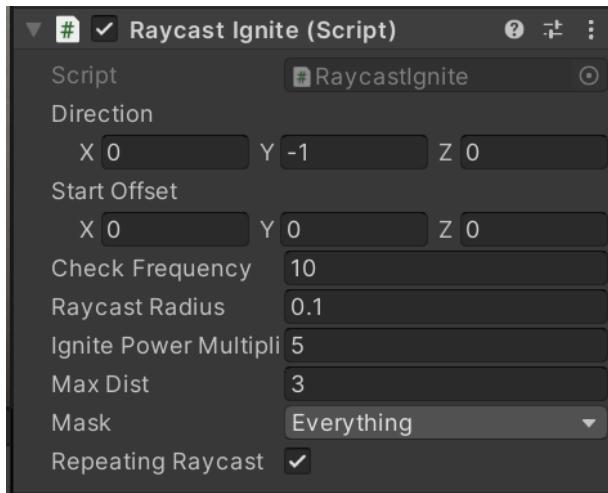 # Raycast Ignite (Script)
Script # RaycastIgnite
Direction
X 0 Y -1 Z 0
Start Offset
X 0 Y 0 Z 0
Check Frequency 10
Raycast Radius 0.1
Ignite Power Multipli 5
Max Dist 3
Mask Everything
Repeating Raycast